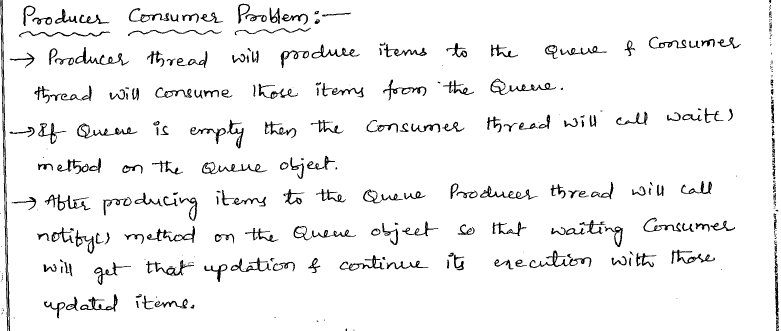 Producer Consumer Problem :-
→ Producer thread will produce items to the Queue & Consumer
thread will consume those items from the Queue.
→ If Queue is empty then the Consumer thread will call wait()
method on the Queue object.
→ After producing items to the Queue Producer thread will call
notify() method on the Queue object so that waiting Consumer
will get that updation & continue its execution with those
updated items.